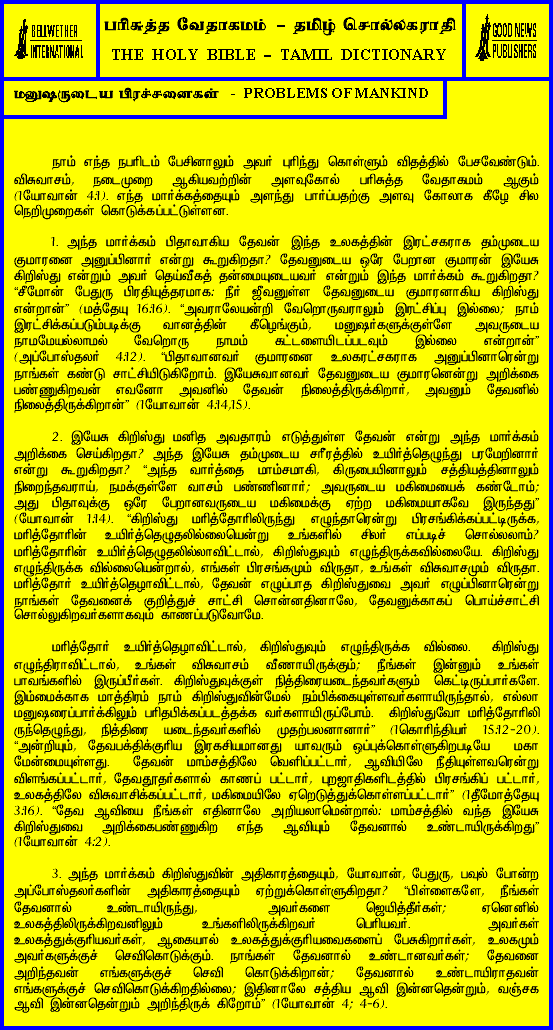 BELLWETHER
INTERNATIONAL
பரிசுத்த வேதாகமம் – தமிழ் சொல்லகராதி
THE HOLY BIBLE – TAMIL DICTIONARY
GOOD NEWS
PUBLISHERS
மனுஷருடைய பிரச்சனைகள் - PROBLEMS OF MANKIND
நாம் எந்த நபரிடம் பேசினாலும் அவர் புரிந்து கொள்ளும் விதத்தில் பேசவேண்டும்.
விசுவாசம், நடைமுறை ஆகியவற்றின் அளவுகோல் பரிசுத்த வேதாகமம் ஆகும்
(1யோவான் 4:1). எந்த மார்க்கத்தையும் அளந்து பார்ப்பதற்கு அளவு கோலாக கீழே சில
நெறிமுறைகள் கொடுக்கப்பட்டுள்ளன.
1. அந்த மார்க்கம் பிதாவாகிய தேவன் இந்த உலகத்தின் இரட்சகராக தம்முடைய
குமாரனை அனுப்பினார் என்று கூறுகிறதா? தேவனுடைய ஒரே பேறான குமாரன் இயேசு
கிறிஸ்து என்றும் அவர் தெய்வீகத் தன்மையுடையவர் என்றும் இந்த மார்க்கம் கூறுகிறதா?
“சீமோன் பேதுரு பிரதியுத்தரமாக: நீர் ஜீவனுள்ள தேவனுடைய குமாரனாகிய கிறிஸ்து
என்றான்” (மத்தேயு 16:16). “அவராலேயன்றி வேறொருவராலும் இரட்சிப்பு இல்லை; நாம்
இரட்சிக்கப்படும்படிக்கு வானத்தின் கீழெங்கும், மனுஷர்களுக்குள்ளே அவருடைய
நாமமேயல்லாமல் வேறொரு நாமம் கட்டளையிடப்படவும் இல்லை என்றான்”
(அப்போஸ்தலர் 4:12). “பிதாவானவர் குமாரனை உலகரட்சகராக அனுப்பினாரென்று
நாங்கள் கண்டு சாட்சியிடுகிறோம். இயேசுவானவர் தேவனுடைய குமாரனென்று அறிக்கை
பண்ணுகிறவன் எவனோ அவனில் தேவன் நிலைத்திருக்கிறார், அவனும் தேவனில்
நிலைத்திருக்கிறான்” (1யோவான் 4:14,15).
2. இயேசு கிறிஸ்து மனித அவதாரம் எடுத்துள்ள தேவன் என்று அந்த மார்க்கம்
அறிக்கை செய்கிறதா? அந்த இயேசு தம்முடைய சரீரத்தில் உயிர்த்தெழுந்து பரமேறினார்
என்று கூறுகிறதா? “அந்த வார்த்தை மாம்சமாகி, கிருபையினாலும் சத்தியத்தினாலும்
நிறைந்தவராய், நமக்குள்ளே வாசம் பண்ணினார்; அவருடைய மகிமையைக் கண்டோம்;
அது பிதாவுக்கு ஒரே பேறானவருடைய மகிமைக்கு ஏற்ற மகிமையாகவே இருந்தது”
(யோவான் 1:14). “கிறிஸ்து மரித்தோரிலிருந்து எழுந்தாரென்று பிரசங்கிக்கப்பட்டிருக்க,
மரித்தோரின் உயிர்த்தெழுதலில்லையென்று உங்களில் சிலர் எப்படிச் சொல்லலாம்?
மரித்தோரின் உயிர்த்தெழுதலில்லாவிட்டால், கிறிஸ்துவும் எழுந்திருக்கவில்லையே. கிறிஸ்து
எழுந்திருக்க வில்லையென்றால், எங்கள் பிரசங்கமும் விருதா, உங்கள் விசுவாசமும் விருதா.
மரித்தோர் உயிர்த்தெழாவிட்டால், தேவன் எழுப்பாத கிறிஸ்துவை அவர் எழுப்பினாரென்று
நாங்கள் தேவனைக் குறித்துச் சாட்சி சொன்னதினாலே, தேவனுக்காகப் பொய்ச்சாட்சி
சொல்லுகிறவர்களாகவும் காணப்படுவோமே.
மரித்தோர் உயிர்த்தெழாவிட்டால், கிறிஸ்துவும் எழுந்திருக்க வில்லை. கிறிஸ்து
எழுந்திராவிட்டால், உங்கள் விசுவாசம் வீணாயிருக்கும்; நீங்கள் இன்னும் உங்கள்
பாவங்களில் இருப்பீர்கள். கிறிஸ்துவுக்குள் நித்திரையடைந்தவர்களும் கெட்டிருப்பார்களே.
இம்மைக்காக மாத்திரம் நாம் கிறிஸ்துவின்மேல் நம்பிக்கையுள்ளவர்களாயிருந்தால், எல்லா
மனுஷரைப்பார்க்கிலும் பரிதபிக்கப்படத்தக்க வர்களாயிருப்போம். கிறிஸ்துவோ மரித்தோரிலி
ருந்தெழுந்து, நித்திரை யடைந்தவர்களில் முதற்பலனானார்” (1கொரிந்தியர் 15:12-20).
“அன்றியும், தேவபக்திக்குரிய இரகசியமானது யாவரும் ஒப்புக்கொள்ளுகிறபடியே மகா
மேன்மையுள்ளது. தேவன் மாம்சத்திலே வெளிப்பட்டார், ஆவியிலே நீதியுள்ளவரென்று
விளங்கப்பட்டார், தேவதூதர்களால் காணப் பட்டார், புறஜாதிகளிடத்தில் பிரசங்கிப் பட்டார்,
உலகத்திலே விசுவாசிக்கப்பட்டார், மகிமையிலே ஏறெடுத்துக்கொள்ளப்பட்டார்” (1தீமோத்தேயு
3:16). “தேவ ஆவியை நீங்கள் எதினாலே அறியலாமென்றால்: மாம்சத்தில் வந்த இயேசு
கிறிஸ்துவை அறிக்கைபண்ணுகிற எந்த ஆவியும் தேவனால் உண்டாயிருக்கிறது”
(1யோவான் 4:2).
3. அந்த மார்க்கம் கிறிஸ்துவின் அதிகாரத்தையும், யோவான், பேதுரு, பவுல் போன்ற
அப்போஸ்தலர்களின் அதிகாரத்தையும் ஏற்றுக்கொள்ளுகிறதா? “பிள்ளைகளே, நீங்கள்
தேவனால் உண்டாயிருந்து, அவர்களை ஜெயித்தீர்கள்; ஏனெனில்
உலகத்திலிருக்கிறவனிலும் உங்களிலிருக்கிறவர் பெரியவர். அவர்கள்
உலகத்துக்குரியவர்கள், ஆகையால் உலகத்துக்குரியவைகளைப் பேசுகிறார்கள், உலகமும்
அவர்களுக்குச் செவிகொடுக்கும். நாங்கள் தேவனால் உண்டானவர்கள்; தேவனை
அறிந்தவன் எங்களுக்குச் செவி கொடுக்கிறான்; தேவனால் உண்டாயிராதவன்
எங்களுக்குச் செவிகொடுக்கிறதில்லை; இதினாலே சத்திய ஆவி இன்னதென்றும், வஞ்சக
ஆவி இன்னதென்றும் அறிந்திருக் கிறோம்” (1யோவான் 4; 4-6).